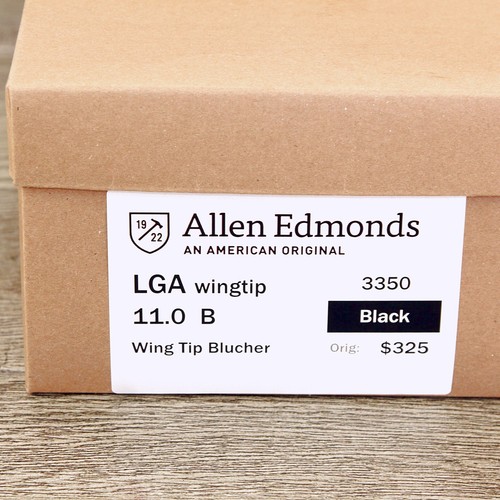 19
22
Allen Edmonds
AN AMERICAN ORIGINAL
LGA wingtip
3350
11.0 B
Black
Wing Tip Blucher
Orig: $325